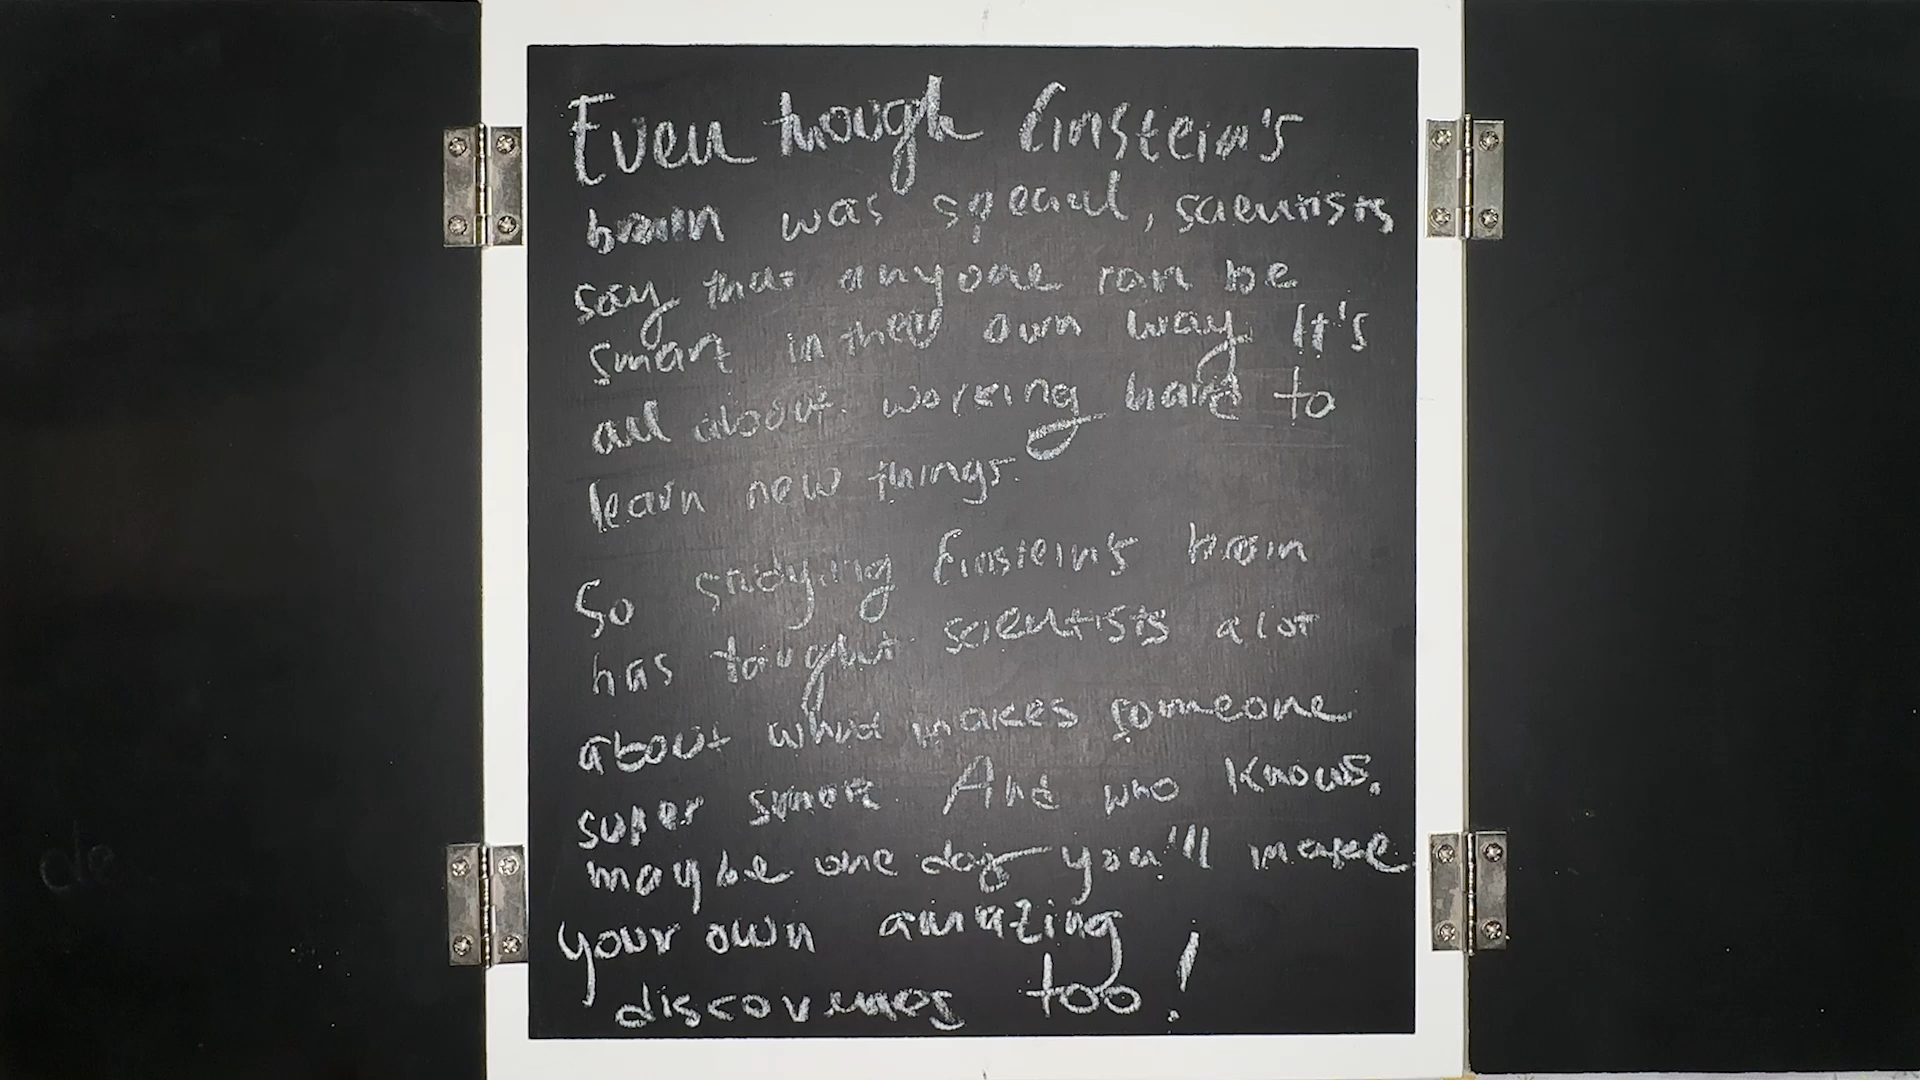 Even though Einstein's
brain was special, scientists
say that anyone can be
smart in their own way. It's
all about working hard to
learn new things.
So studying Einstein's brain
has taught scientists a lot
about what makes someone
super smart. And who knows,
maybe one day you'll make
your own amazing
discoveries too!
de